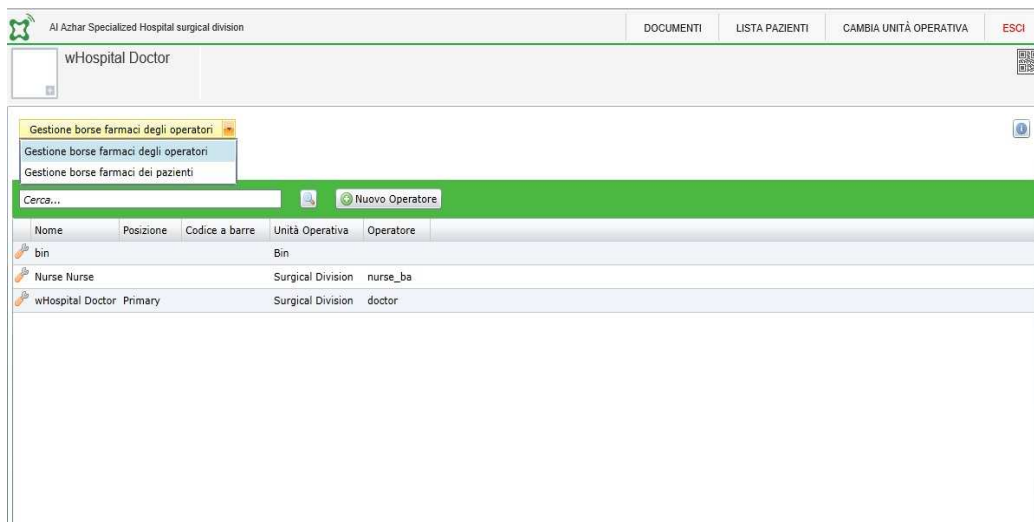 Al Azhar Specialized Hospital surgical division DOCUMENTI LISTA PAZIENTI CAMBIA UNITÀ OPERATIVA ESCI
wHospital Doctor
Gestione borse farmaci degli operatori
Gestione borse farmaci degli operatori
Gestione borse farmaci dei pazienti
Cerca... Nuovo Operatore
Nome Posizione Codice a barre Unità Operativa Operatore
bin Bin
Nurse Nurse Surgical Division nurse_ba
wHospital Doctor Primary Surgical Division doctor